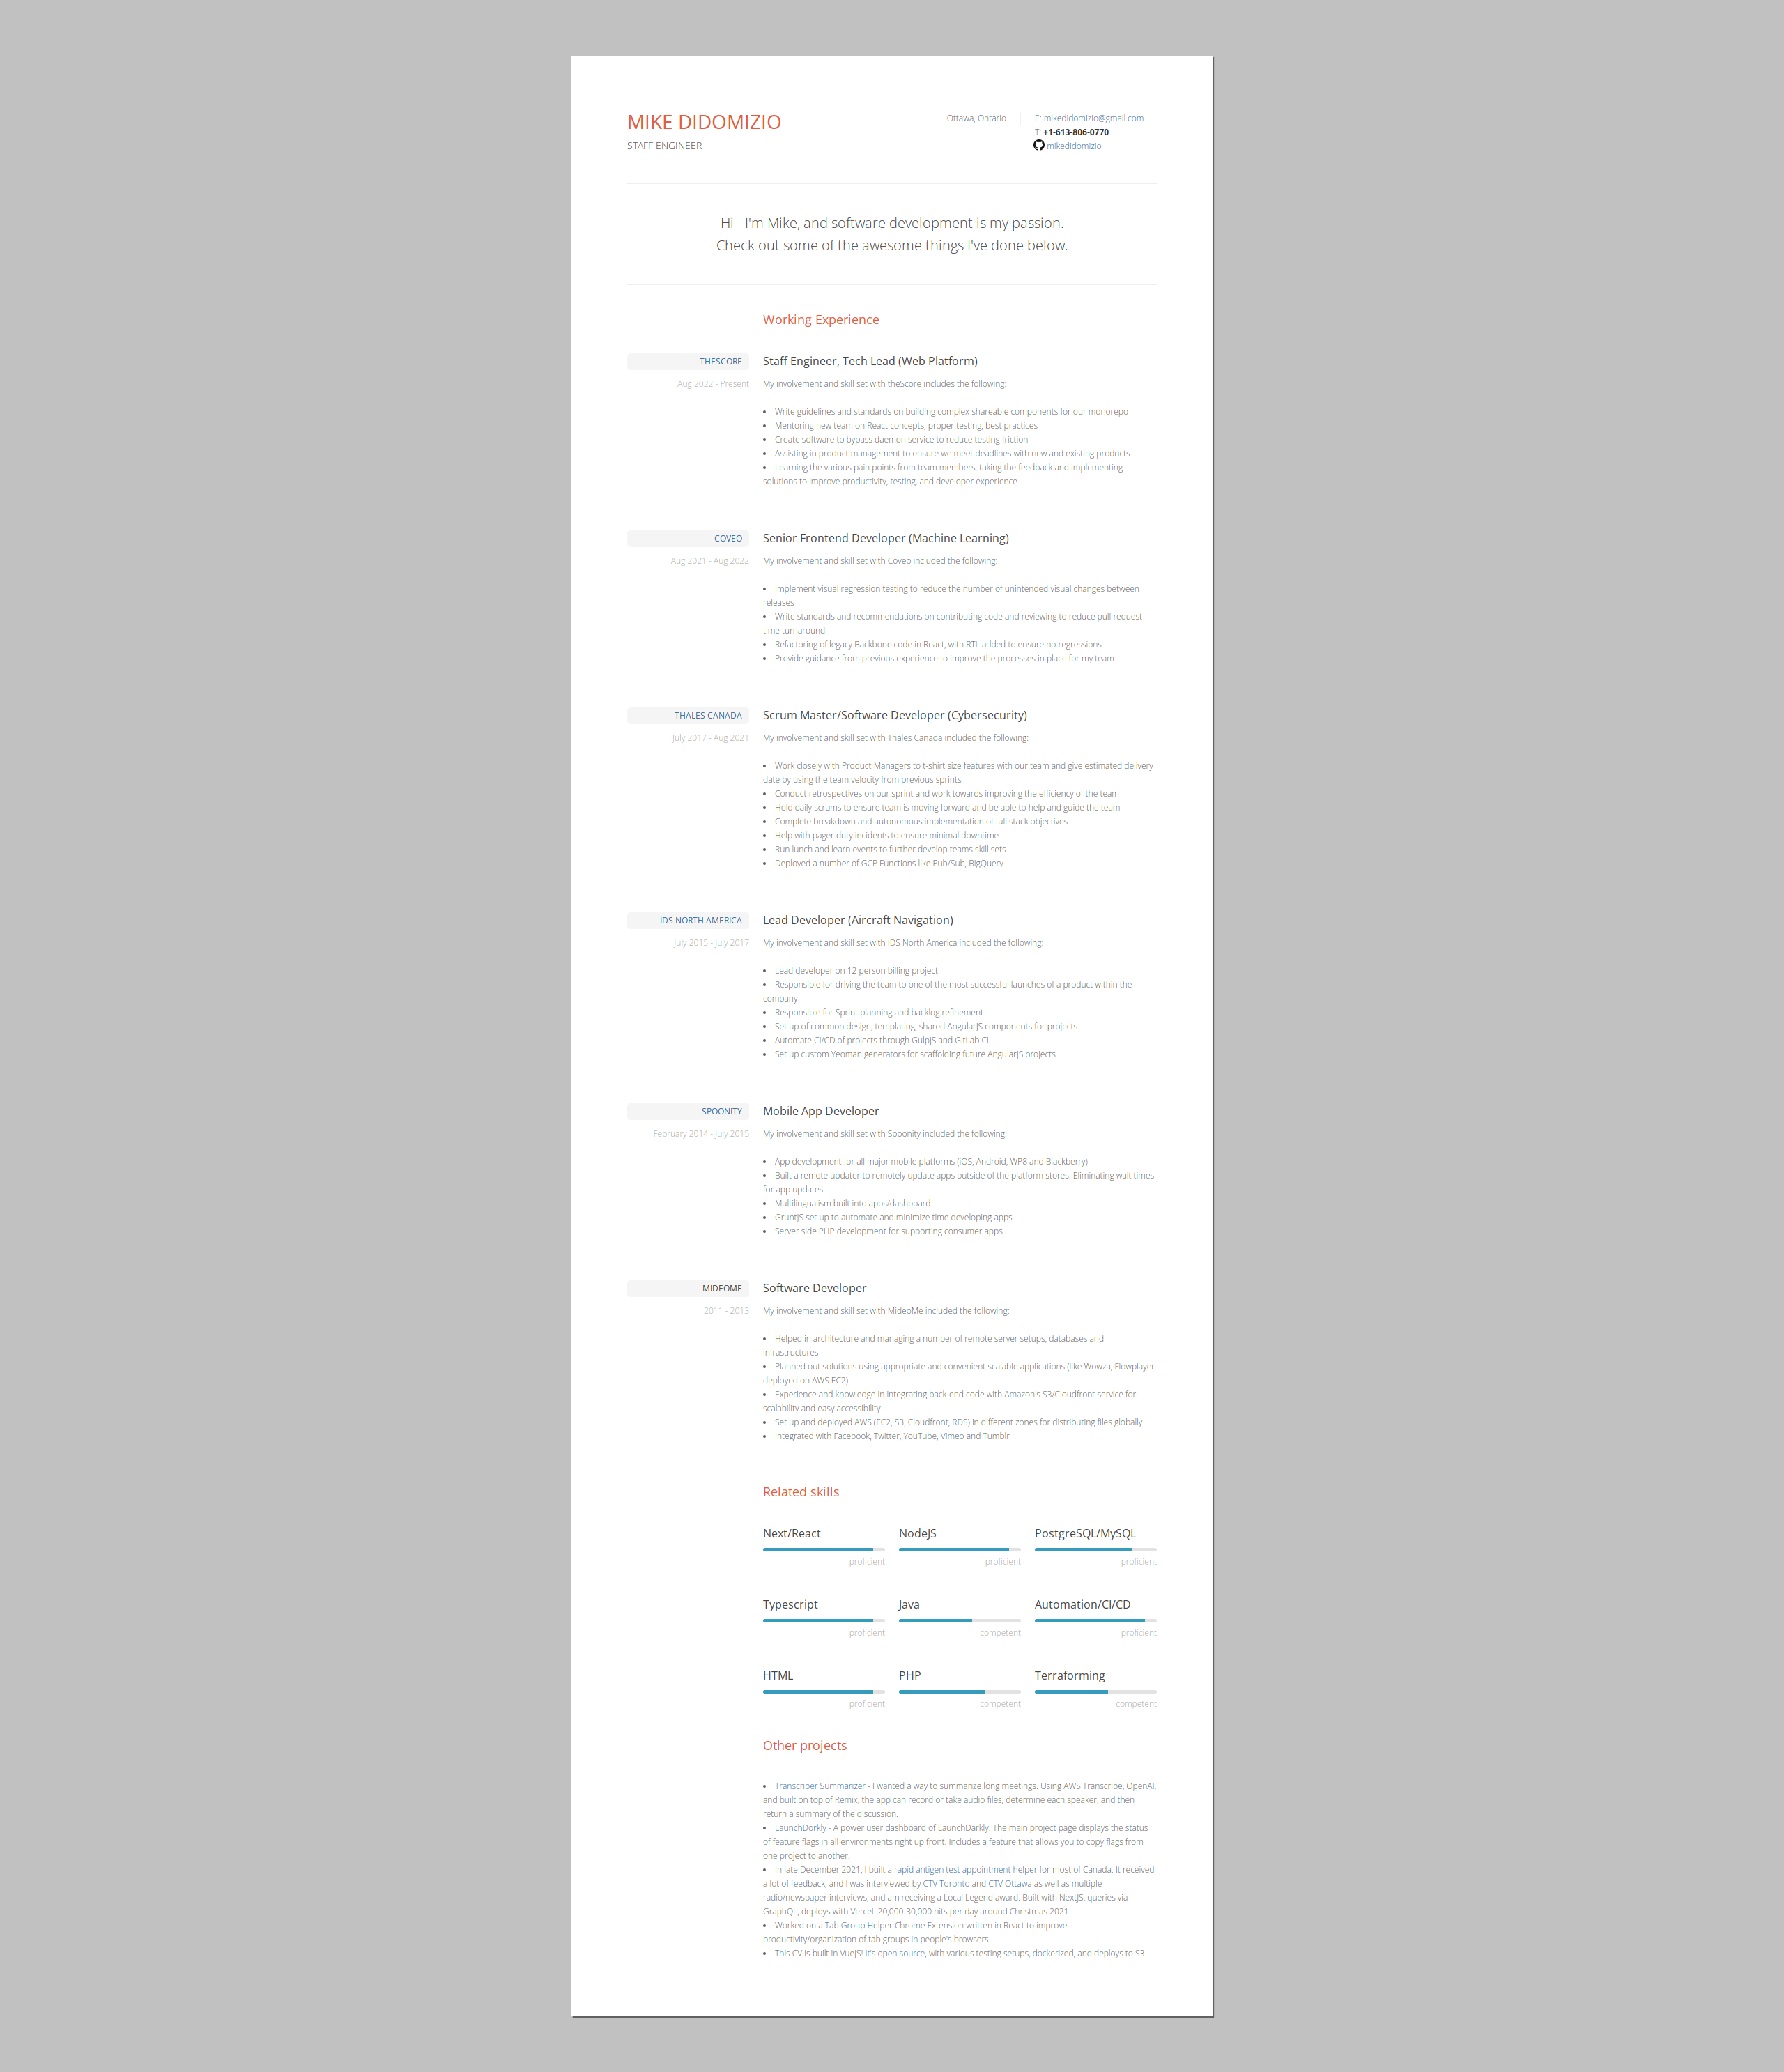 MIKE DIDOMIZIO
STAFF ENGINEER
Ottawa, Ontario
E: mikedidomizio@gmail.com
T: +1-613-806-0770
mikedidomizio
Hi - I'm Mike, and software development is my passion.
Check out some of the awesome things I've done below.
Working Experience
THESCORE
Aug 2022 - Present
Staff Engineer, Tech Lead (Web Platform)
My involvement and skill set with theScore includes the following:
• Write guidelines and standards on building complex shareable components for our monorepo
• Mentoring new team on React concepts, proper testing, best practices
• Create software to bypass daemon service to reduce testing friction
• Assisting in product management to ensure we meet deadlines with new and existing products
• Learning the various pain points from team members, taking the feedback and implementing
solutions to improve productivity, testing, and developer experience
COVEO
Aug 2021 - Aug 2022
Senior Frontend Developer (Machine Learning)
My involvement and skill set with Coveo included the following:
• Implement visual regression testing to reduce the number of unintended visual changes between
releases
• Write standards and recommendations on contributing code and reviewing to reduce pull request
time turnaround
• Refactoring of legacy Backbone code in React, with RTL added to ensure no regressions
• Provide guidance from previous experience to improve the processes in place for my team
THALES CANADA
July 2017 - Aug 2021
Scrum Master/Software Developer (Cybersecurity)
My involvement and skill set with Thales Canada included the following:
• Work closely with Product Managers to t-shirt size features with our team and give estimated delivery
date by using the team velocity from previous sprints
• Conduct retrospectives on our sprint and work towards improving the efficiency of the team
• Hold daily scrums to ensure team is moving forward and be able to help and guide the team
• Complete breakdown and autonomous implementation of full stack objectives
• Help with pager duty incidents to ensure minimal downtime
• Run lunch and learn events to further develop teams skill sets
• Deployed a number of GCP Functions like Pub/Sub, BigQuery
IDS NORTH AMERICA
July 2015 - July 2017
Lead Developer (Aircraft Navigation)
My involvement and skill set with IDS North America included the following:
• Lead developer on 12 person billing project
• Responsible for driving the team to one of the most successful launches of a product within the
company
• Responsible for Sprint planning and backlog refinement
• Set up of common design, templating, shared AngularJS components for projects
• Automate CI/CD of projects through GulpJS and GitLab CI
• Set up custom Yeoman generators for scaffolding future AngularJS projects
SPOONITY
February 2014 - July 2015
Mobile App Developer
My involvement and skill set with Spoonity included the following:
• App development for all major mobile platforms (iOS, Android, WP8 and Blackberry)
• Built a remote updater to remotely update apps outside of the platform stores. Eliminating wait times
for app updates
• Multilingualism built into apps/dashboard
• GruntJS set up to automate and minimize time developing apps
• Server side PHP development for supporting consumer apps
MIDEOME
2011 - 2013
Software Developer
My involvement and skill set with MideoMe included the following:
• Helped in architecture and managing a number of remote server setups, databases and
infrastructures
• Planned out solutions using appropriate and convenient scalable applications (like Wowza, Flowplayer
deployed on AWS EC2)
• Experience and knowledge in integrating back-end code with Amazon's S3/Cloudfront service for
scalability and easy accessibility
• Set up and deployed AWS (EC2, S3, Cloudfront, RDS) in different zones for distributing files globally
• Integrated with Facebook, Twitter, YouTube, Vimeo and Tumblr
Related skills
Next/React NodeJS PostgreSQL/MySQL
proficient proficient proficient
Typescript Java Automation/CI/CD
proficient competent proficient
HTML PHP Terraforming
proficient competent competent
Other projects
• Transcriber Summarizer - I wanted a way to summarize long meetings. Using AWS Transcribe, OpenAI,
and built on top of Remix, the app can record or take audio files, determine each speaker, and then
return a summary of the discussion.
• LaunchDorkly - A power user dashboard of LaunchDarkly. The main project page displays the status
of feature flags in all environments right up front. Includes a feature that allows you to copy flags from
one project to another.
• In late December 2021, I built a rapid antigen test appointment helper for most of Canada. It received
a lot of feedback, and I was interviewed by CTV Toronto and CTV Ottawa as well as multiple
radio/newspaper interviews, and am receiving a Local Legend award. Built with NextJS, queries via
GraphQL, deploys with Vercel. 20,000-30,000 hits per day around Christmas 2021.
• Worked on a Tab Group Helper Chrome Extension written in React to improve
productivity/organization of tab groups in people's browsers.
• This CV is built in VueJS! It's open source, with various testing setups, dockerized, and deploys to S3.